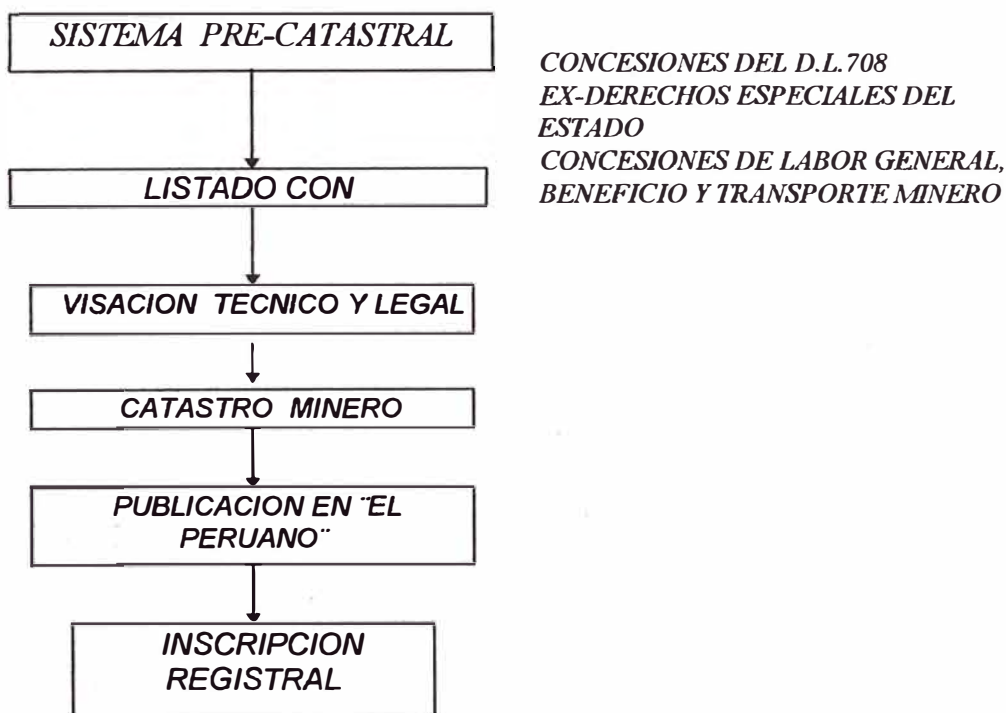 SISTEMA PRE-CATASTRAL
CONCESIONES DEL D.L.708
EX-DERECHOS ESPECIALES DEL
ESTADO
CONCESIONES DE LABOR GENERAL,
BENEFICIO Y TRANSPORTE MINERO
LISTADO CON
VISACION TECNICO Y LEGAL
CATASTRO MINERO
PUBLICACION EN ¨EL
PERUANO¨
INSCRIPCION
REGISTRAL